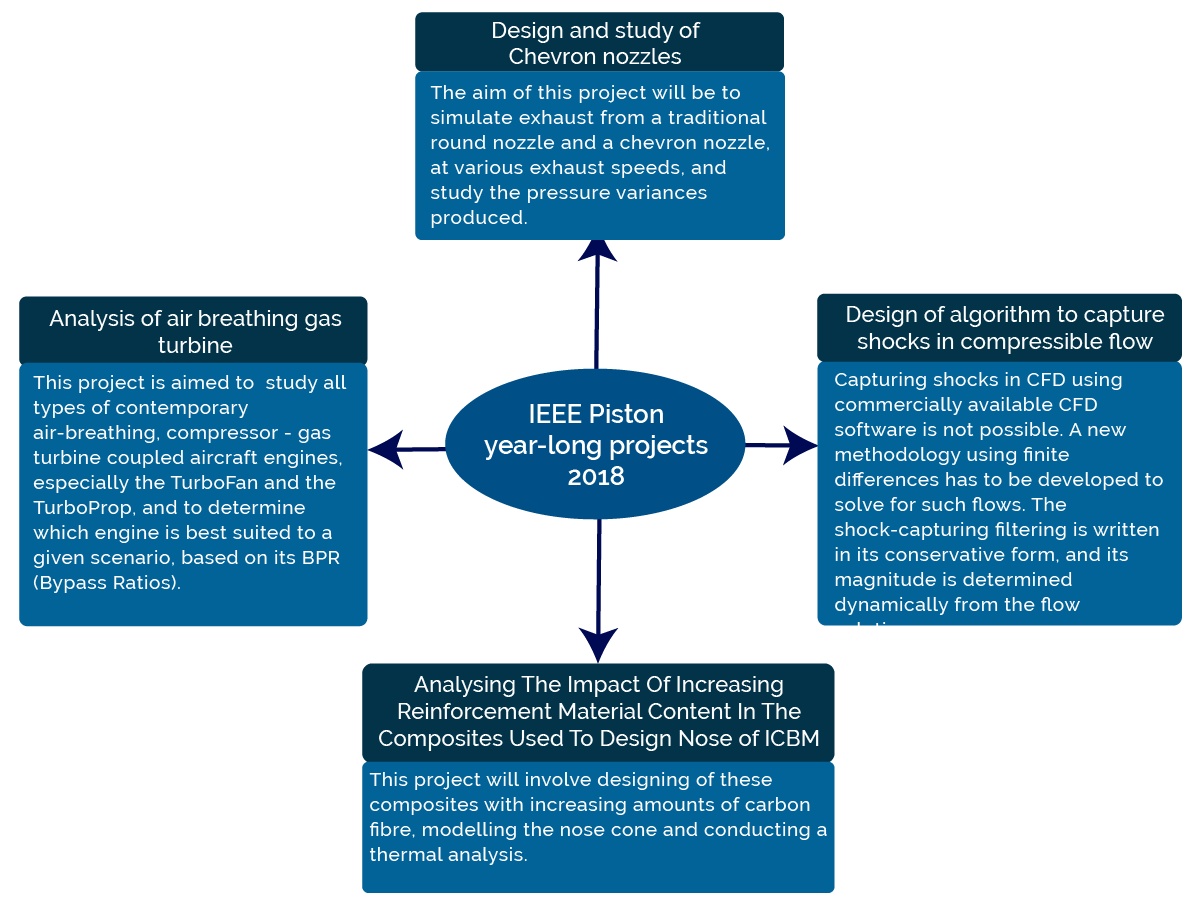 Design and study of
Chevron nozzles
The aim of this project will be to
simulate exhaust from a traditional
round nozzle and a chevron nozzle,
at various exhaust speeds, and
study the pressure variances
produced.
Analysis of air breathing gas
turbine
This project is aimed to  study all
types of contemporary
air-breathing, compressor - gas
turbine coupled aircraft engines,
especially the TurboFan and the
TurboProp, and to determine
which engine is best suited to a
given scenario, based on its BPR
(Bypass Ratios).
IEEE Piston
year-long projects
2018
Design of algorithm to capture
shocks in compressible flow
Capturing shocks in CFD using
commercially available CFD
software is not possible. A new
methodology using finite
differences has to be developed to
solve for such flows. The
shock-capturing filtering is written
in its conservative form, and its
magnitude is determined
dynamically from the flow
Analysing The Impact Of Increasing
Reinforcement Material Content In The
Composites Used To Design Nose of ICBM
This project will involve designing of these
composites with increasing amounts of carbon
fibre, modelling the nose cone and conducting a
thermal analysis.